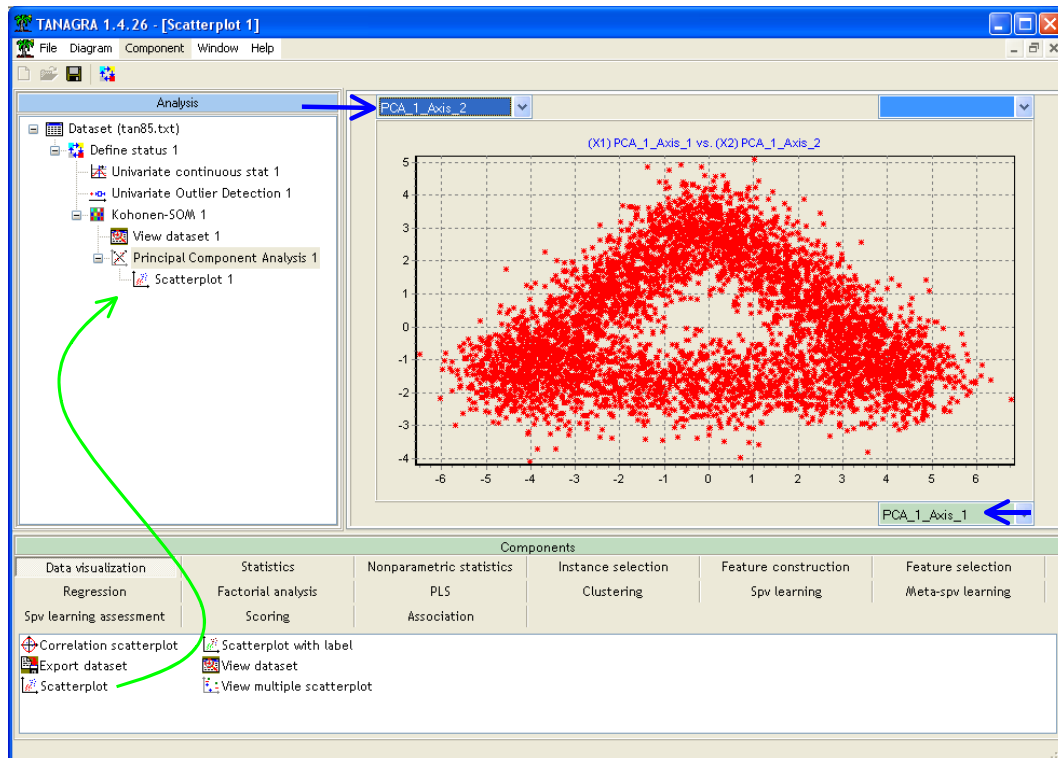 TANAGRA 1.4.26 - [Scatterplot 1]
File Diagram Component Window Help
Analysis
Dataset (tan85.txt)
Define status 1
Univariate continuous stat 1
Univariate Outlier Detection 1
Kohonen-SOM 1
View dataset 1
Principal Component Analysis 1
Scatterplot 1
PCA_1_Axis_2
(X1) PCA_1_Axis_1 vs. (X2) PCA_1_Axis_2
5
4
3
2
1
0
-1
-2
-3
-4
-6 -5 -4 -3 -2 -1 0 1 2 3 4 5 6
PCA_1_Axis_1
Components
Data visualization Statistics Nonparametric statistics Instance selection Feature construction Feature selection
Regression Factorial analysis PLS Clustering Spv learning Meta-spv learning
Spv learning assessment Scoring Association
Correlation scatterplot Scatterplot with label
Export dataset View dataset
Scatterplot View multiple scatterplot